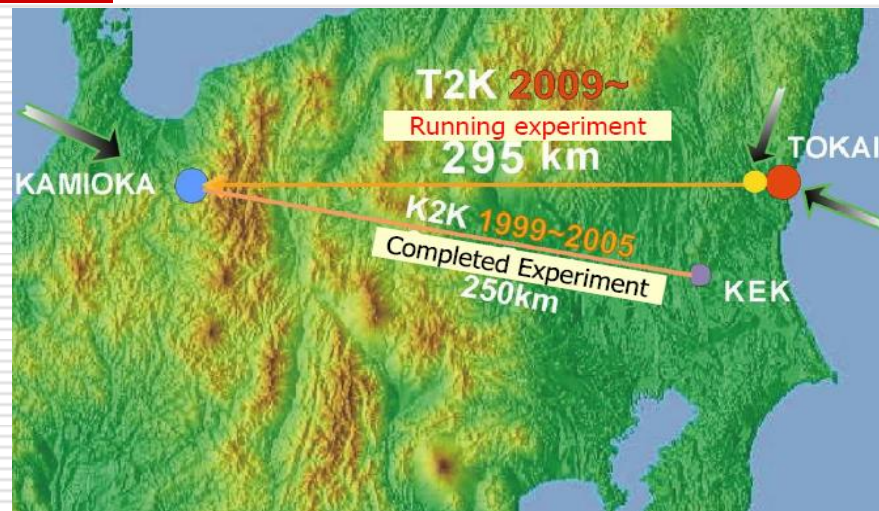 T2K 2009~
Running experiment
295 km
TOKAI
KAMIOKA
K2K 1999~2005
Completed Experiment
250km
KEK